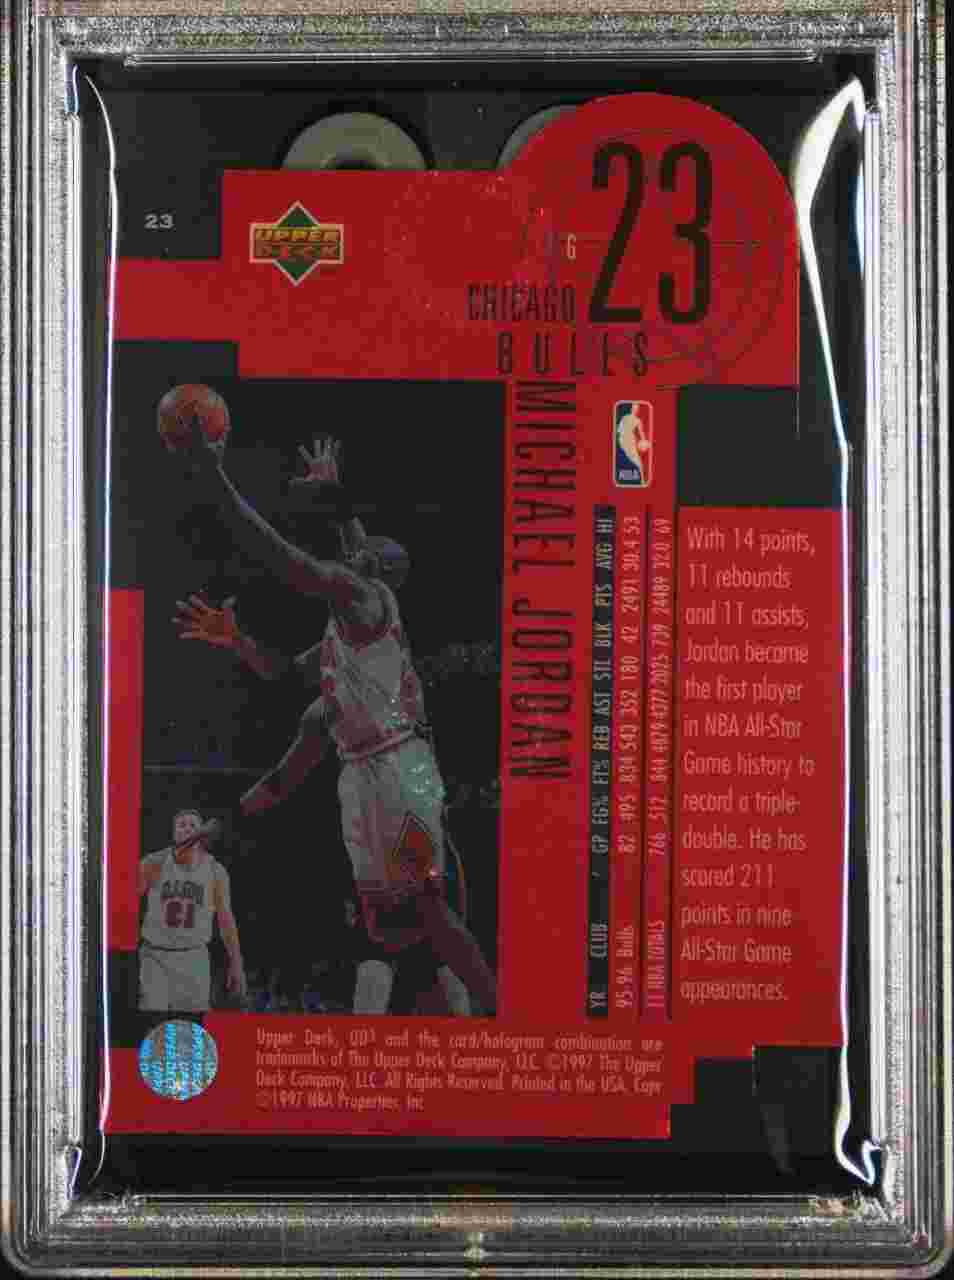 23
UPPER
DECK
G
23
CHICAGO
BULLS
MICHAEL JORDAN
NBA
YR CLUB GP FG% FT% REB AST STL BLK PTS AVG HI
95-96 Bulls 82 .495 .834 543 352 180 42 2491 30.4 53
11 NBA TOTALS 766 .512 .844 4879 4377 2025 739 24489 32.0 69
With 14 points,
11 rebounds
and 11 assists,
Jordan became
the first player
in NBA All-Star
Game history to
record a triple-
double. He has
scored 211
points in nine
All-Star Game
appearances.
Upper Deck, and the card/hologram combination are
trademarks of The Upper Deck Company, LLC. ©1997 The Upper
Deck Company, LLC. All Rights Reserved. Printed in the USA. Copr
©1997 NBA Properties, Inc